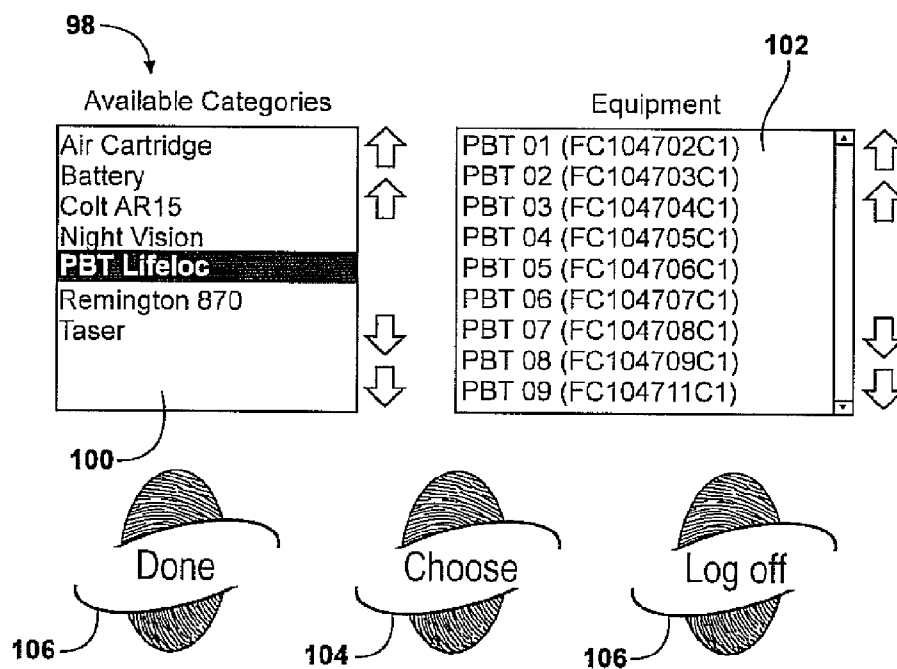 98
102
Available Categories
Air Cartridge
Battery
Colt AR15
Night Vision
PBT Lifeloc
Remington 870
Taser
100
Equipment
PBT 01 (FC104702C1)
PBT 02 (FC104703C1)
PBT 03 (FC104704C1)
PBT 04 (FC104705C1)
PBT 05 (FC104706C1)
PBT 06 (FC104707C1)
PBT 07 (FC104708C1)
PBT 08 (FC104709C1)
PBT 09 (FC104711C1)
Done
Choose
Log off
106
104
106